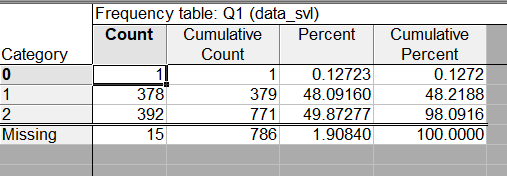 Frequency table: Q1 (data_svl)
Category Count Cumulative Count Percent Cumulative Percent
0 1 1 0.12723 0.1272
1 378 379 48.09160 48.2188
2 392 771 49.87277 98.0916
Missing 15 786 1.90840 100.0000